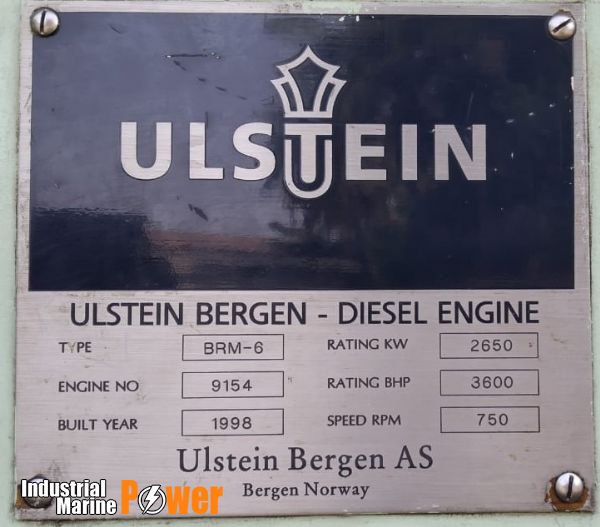 ULSTEIN
ULSTEIN BERGEN - DIESEL ENGINE
TYPE BRM-6 RATING KW 2650
ENGINE NO 9154 RATING BHP 3600
BUILT YEAR 1998 SPEED RPM 750
Ulstein Bergen AS
Bergen Norway
Industrial
Marine Power